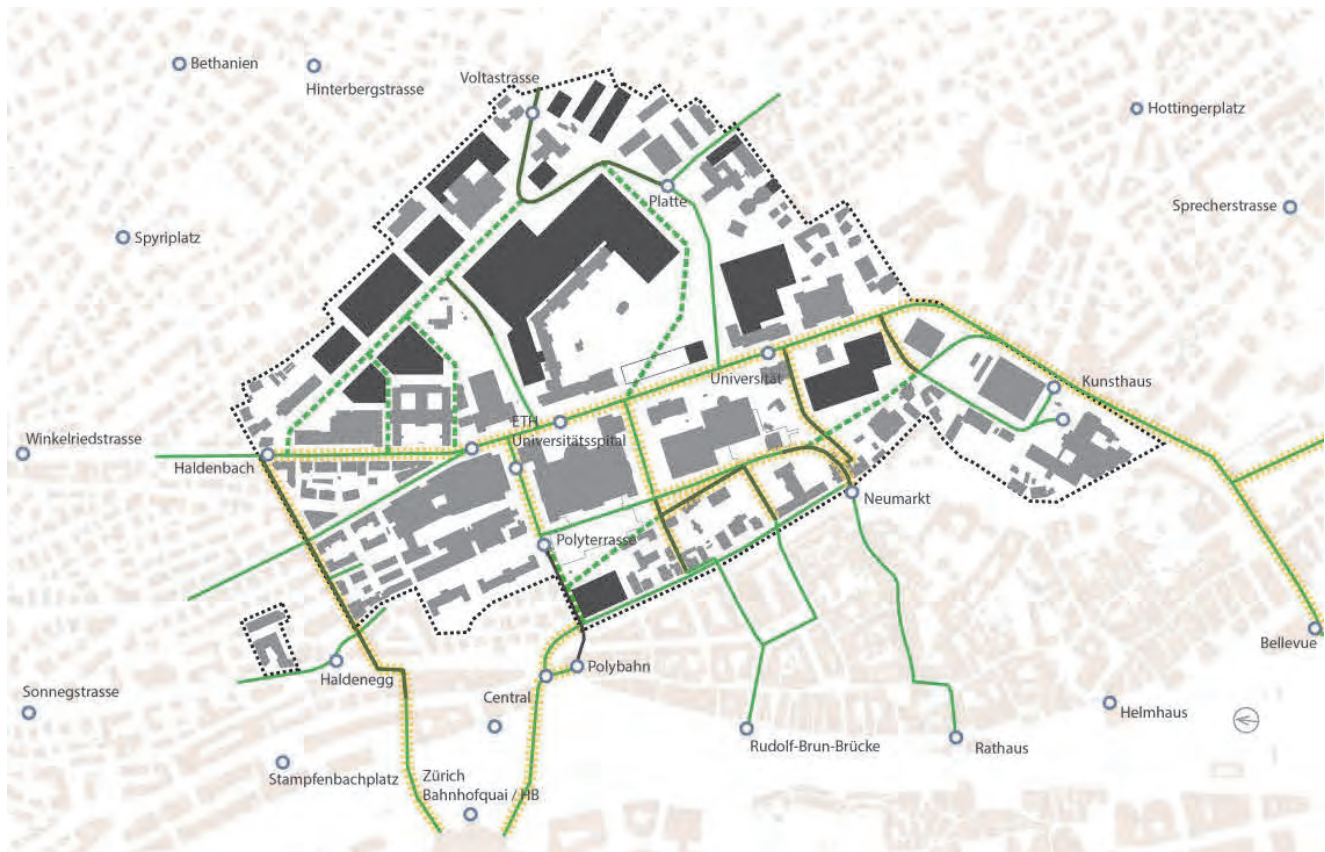 Bethanien
Hinterbergstrasse
Voltastrasse
Hottingerplatz
Platte
Sprecherstrasse
Spyriplatz
Universität
Kunsthaus
ETH
Universitätsspital
Winkelriedstrasse
Haldenbach
Neumarkt
Polyterrasse
Bellevue
Polybahn
Haldenegg
Sonnegstrasse
Central
Helmhaus
Rudolf-Brun-Brücke
Rathaus
Stampfenbachplatz
Zürich
Bahnhofquai / HB